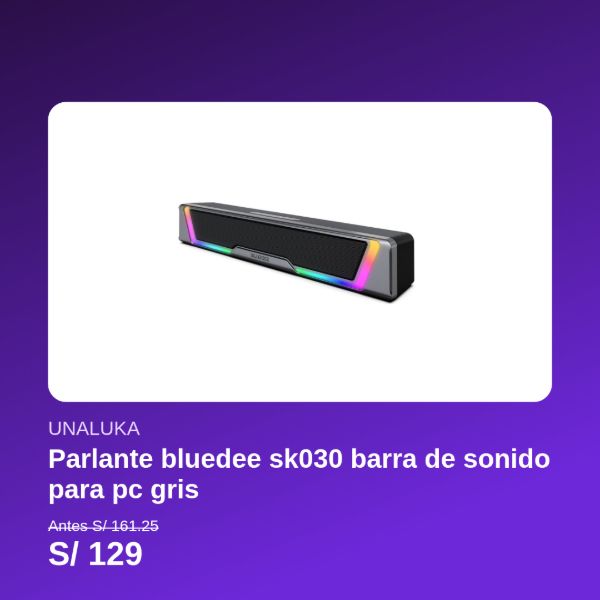 UNALUKA
Parlante bluedee sk030 barra de sonido
para pc gris
Antes S/ 161.25
S/ 129